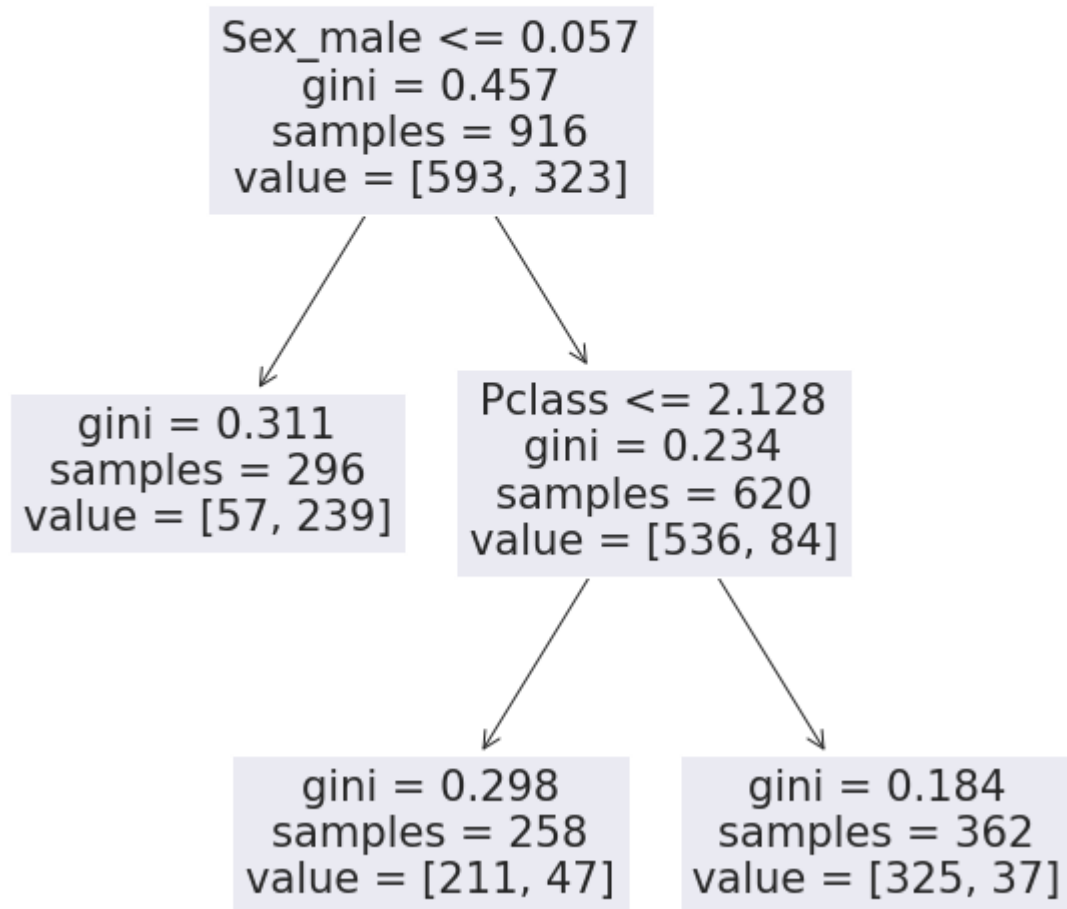 Sex_male <= 0.057
gini = 0.457
samples = 916
value = [593, 323]
gini = 0.311
samples = 296
value = [57, 239]
Pclass <= 2.128
gini = 0.234
samples = 620
value = [536, 84]
gini = 0.298
samples = 258
value = [211, 47]
gini = 0.184
samples = 362
value = [325, 37]